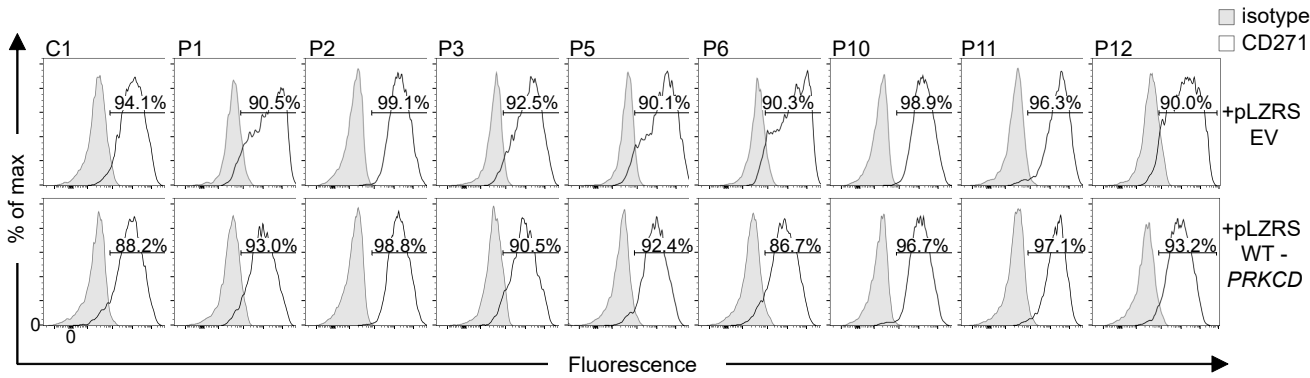 isotype
CD271
C1 P1 P2 P3 P5 P6 P10 P11 P12
94.1% 90.5% 99.1% 92.5% 90.1% 90.3% 98.9% 96.3% 90.0%
+pLZRS
EV
% of max
88.2% 93.0% 98.8% 90.5% 92.4% 86.7% 96.7% 97.1% 93.2%
+pLZRS
WT -
PRKCD
0
0
Fluorescence